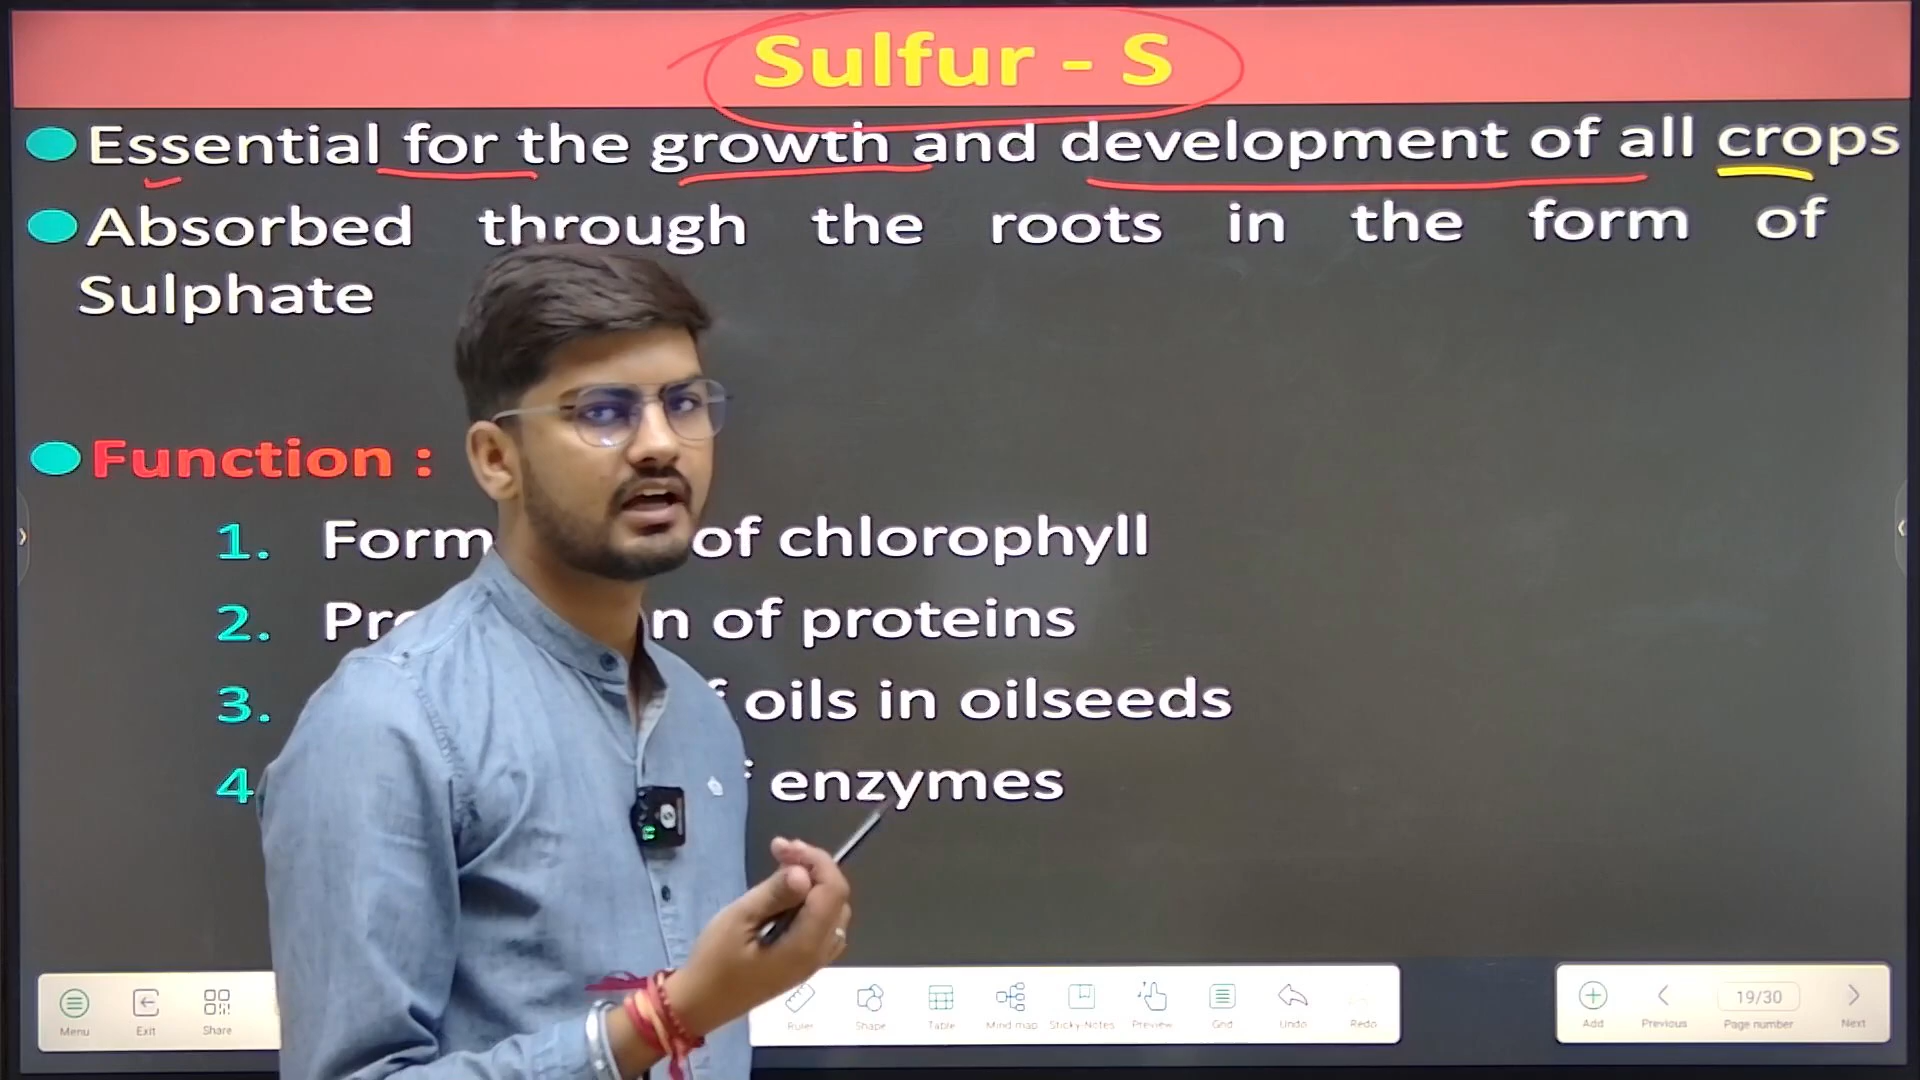 Sulfur - S
Essential for the growth and development of all crops
Absorbed through the roots in the form of
Sulphate
Function :
1. of chlorophyll
2. of proteins
3. oils in oilseeds
4 enzymes
Menu Exit Share Ruler Shape Table Mind map Sticky-Notes Preview Grid Undo Redo Add Previous 19/30 Page number Next